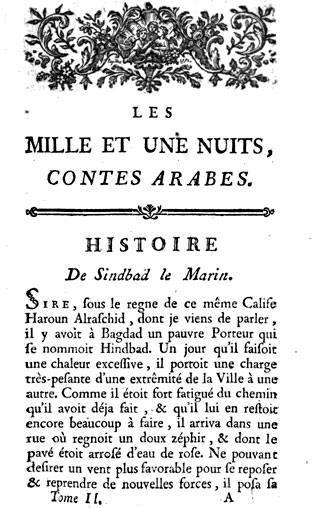 LES
MILLE ET UNE NUITS,
CONTES ARABES.
HISTOIRE
De Sindbad le Marin.
SIRE, ſous le regne de ce même Calife
Haroun Alraſchid, dont je viens de parler,
il y avoit à Bagdad un pauvre Porteur qui
ſe nommoit Hindbad. Un jour qu'il faiſoit
une chaleur exceſſive, il portoit une charge
très-peſante d'une extrêmité de la Ville à une
autre. Comme il étoit fort fatigué du chemin
qu'il avoit déja fait, & qu'il lui en reſtoit
encore beaucoup à faire, il arriva dans une
rue où régnoit un doux zéphir, & dont le
pavé étoit arroſé d'eau de roſe. Ne pouvant
deſirer un vent plus favorable pour ſe repoſer
& reprendre de nouvelles forces, il poſa ſa
Tome II. A